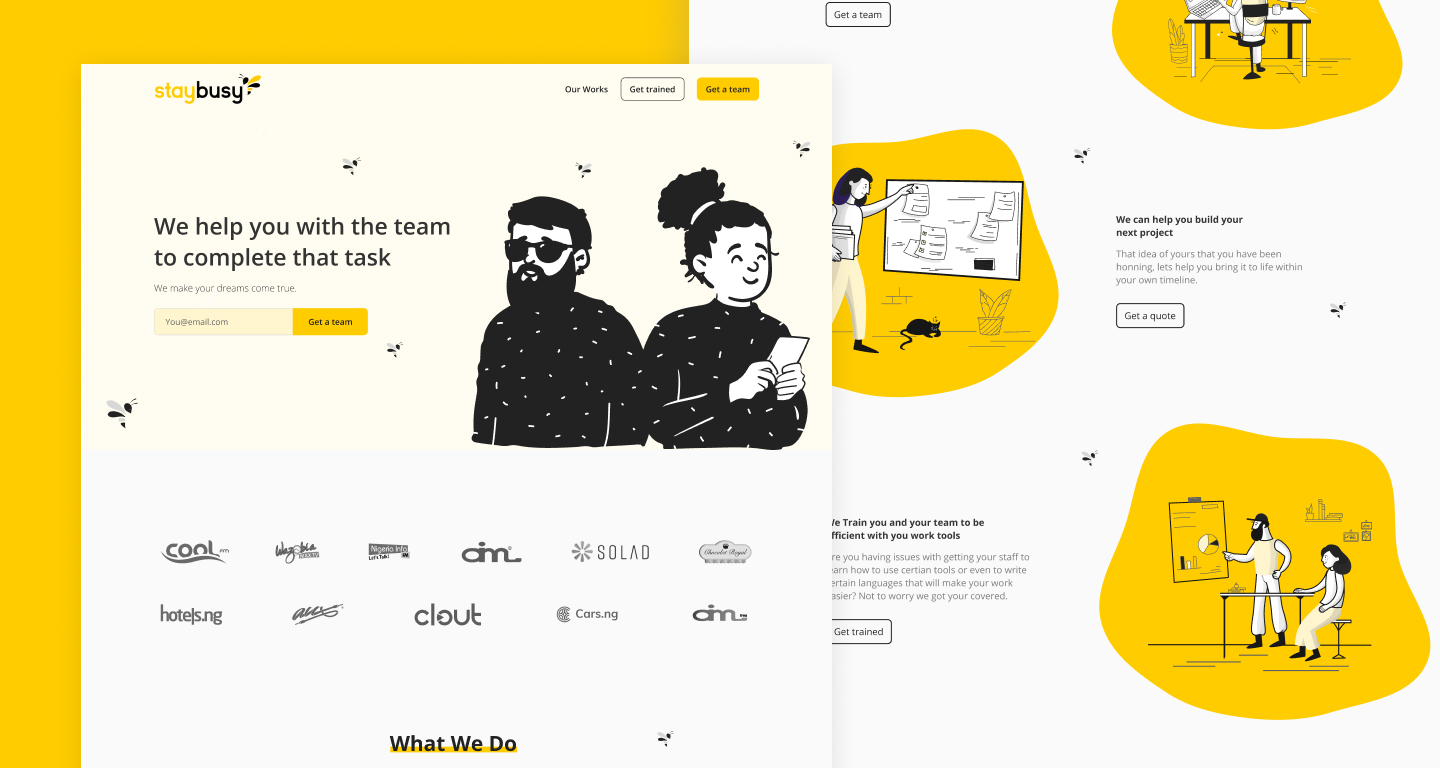 staybusy
Our Works
Get trained
Get a team
We help you with the team
to complete that task
We make your dreams come true.
You@email.com
Get a team
cool FM
Wazobia
Nigeria Info
Let's Talk!
aim
SOLAD
Chocolat Royal
hotels.ng
clout
Cars.ng
aim
What We Do
Get a team
We can help you build your
next project
That idea of yours that you have been
honning, lets help you bring it to life within
your own timeline.
Get a quote
We Train you and your team to be
fficient with you work tools
re you having issues with getting your staff to
earn how to use certian tools or even to write
ertain languages that will make your work
asier? Not to worry we got your covered.
Get trained